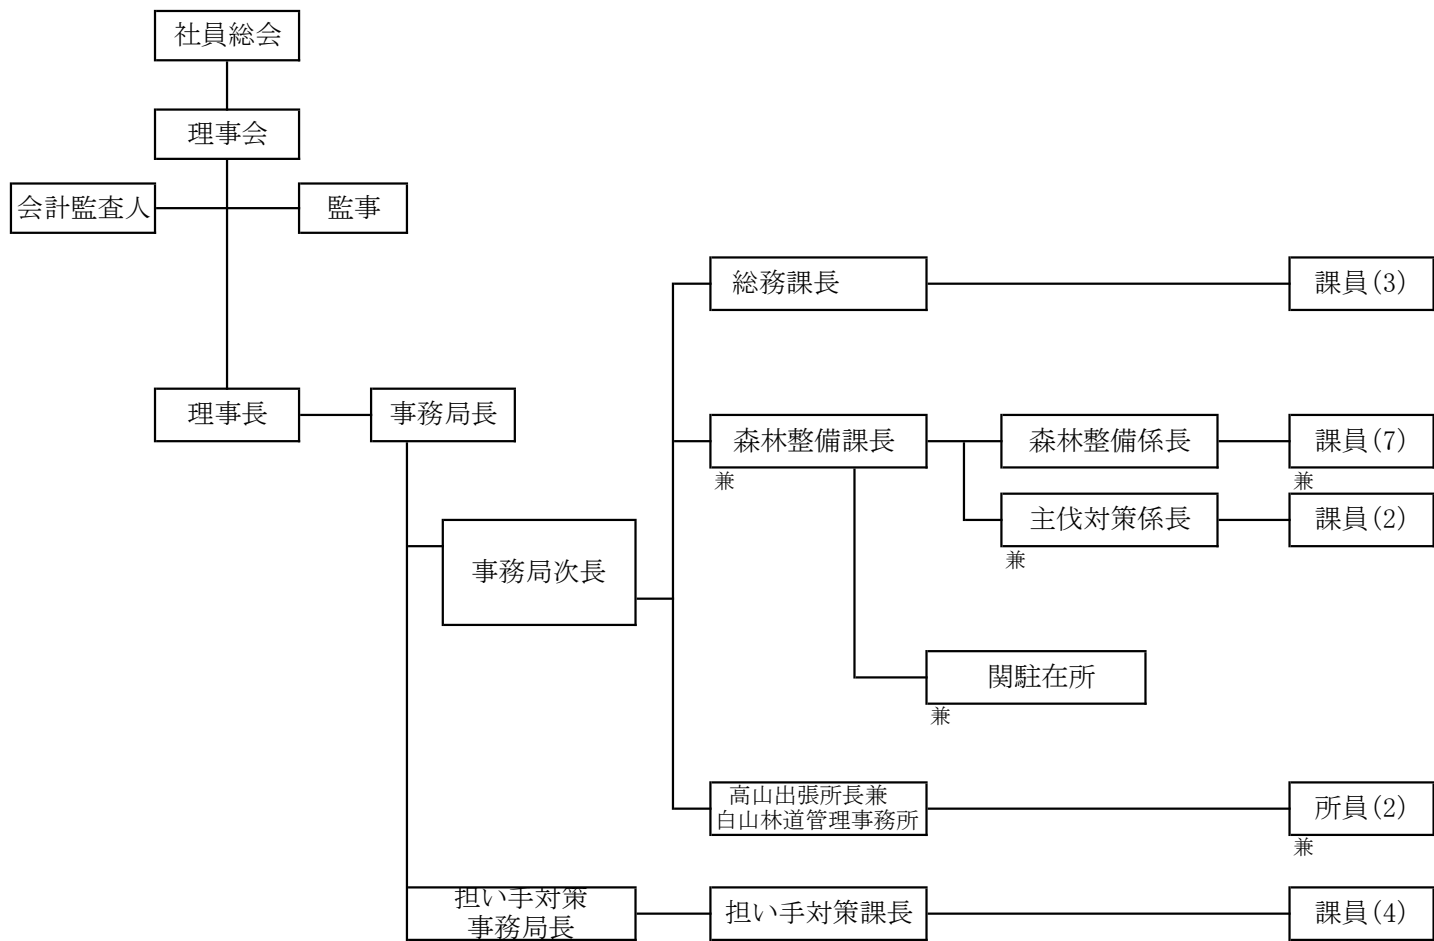 社員総会
理事会
会計監査人
監事
総務課長
課員(3)
理事長
事務局長
森林整備課長
森林整備係長
課員(7)
兼
兼
主伐対策係長
課員(2)
兼
事務局次長
関駐在所
兼
高山出張所長兼
白山林道管理事務所
所員(2)
兼
担い手対策
事務局長
担い手対策課長
課員(4)